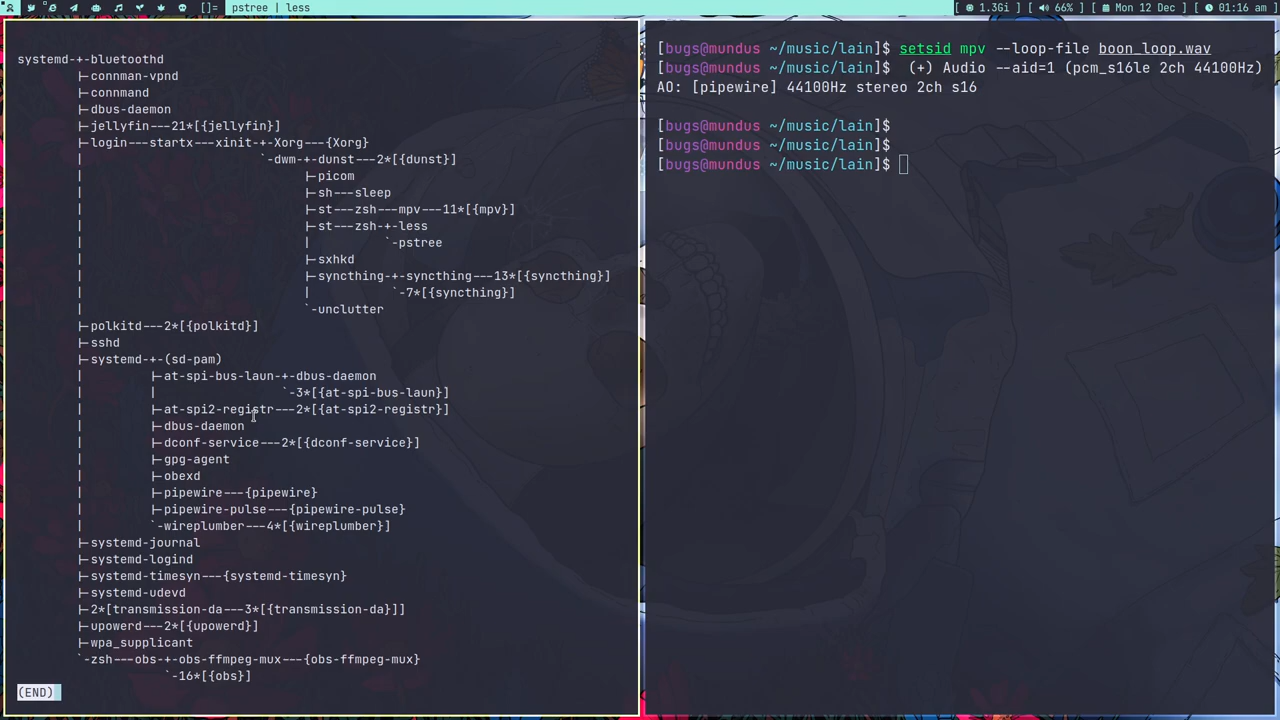 []= pstree | less
1.3Gi | 66% | Mon 12 Dec | 01:16 am
systemd-+-bluetoothd
|-connman-vpnd
|-connmand
|-dbus-daemon
|-jellyfin---21*[{jellyfin}]
|-login---startx---xinit-+-Xorg---{Xorg}
| `-dwm-+-dunst---2*[{dunst}]
| |-picom
| |-sh---sleep
| |-st---zsh---mpv---11*[{mpv}]
| |-st---zsh-+-less
| | `-pstree
| |-sxhkd
| |-syncthing-+-syncthing---13*[{syncthing}]
| | `-7*[{syncthing}]
| `-unclutter
|-polkitd---2*[{polkitd}]
|-sshd
|-systemd-+-(sd-pam)
| |-at-spi-bus-laun-+-dbus-daemon
| | `-3*[{at-spi-bus-laun}]
| |-at-spi2-registr---2*[{at-spi2-registr}]
| |-dbus-daemon
| |-dconf-service---2*[{dconf-service}]
| |-gpg-agent
| |-obexd
| |-pipewire---{pipewire}
| |-pipewire-pulse---{pipewire-pulse}
| `-wireplumber---4*[{wireplumber}]
|-systemd-journal
|-systemd-logind
|-systemd-timesyn---{systemd-timesyn}
|-systemd-udevd
|-2*[transmission-da---3*[{transmission-da}]]
|-upowerd---2*[{upowerd}]
|-wpa_supplicant
`-zsh---obs-+-obs-ffmpeg-mux---{obs-ffmpeg-mux}
`-16*[{obs}]
(END)
[bugs@mundus ~/music/lain]$ setsid mpv --loop-file boon_loop.wav
[bugs@mundus ~/music/lain]$ (+) Audio --aid=1 (pcm_s16le 2ch 44100Hz)
AO: [pipewire] 44100Hz stereo 2ch s16
[bugs@mundus ~/music/lain]$
[bugs@mundus ~/music/lain]$
[bugs@mundus ~/music/lain]$